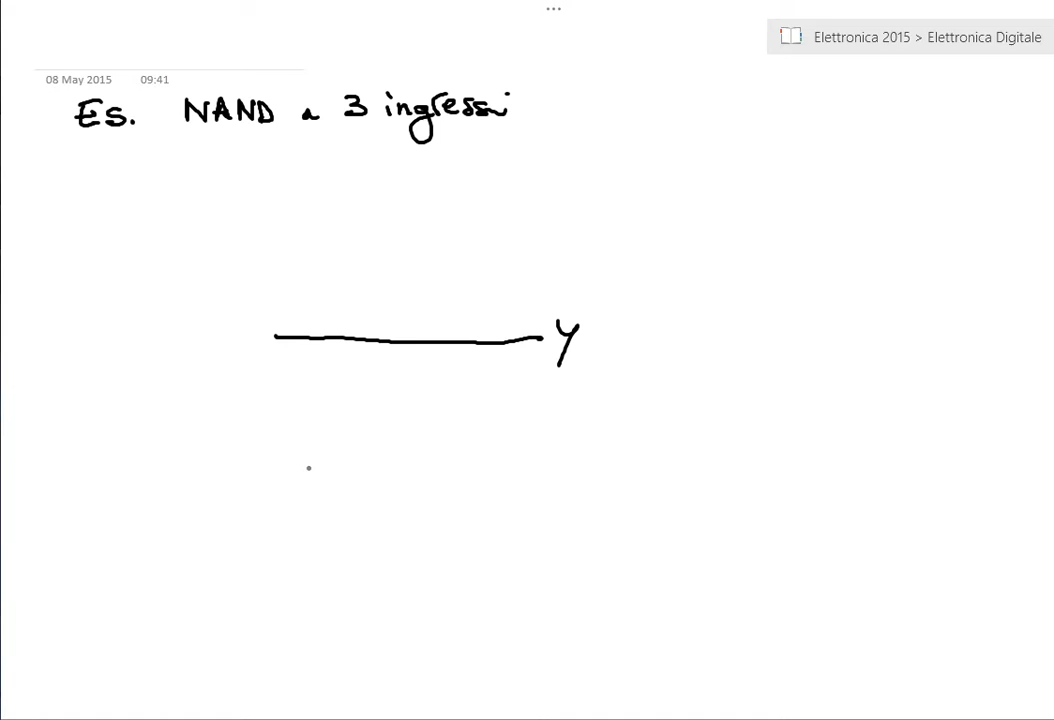 Elettronica 2015 > Elettronica Digitale
08 May 2015 09:41
Es. NAND a 3 ingressi
Y